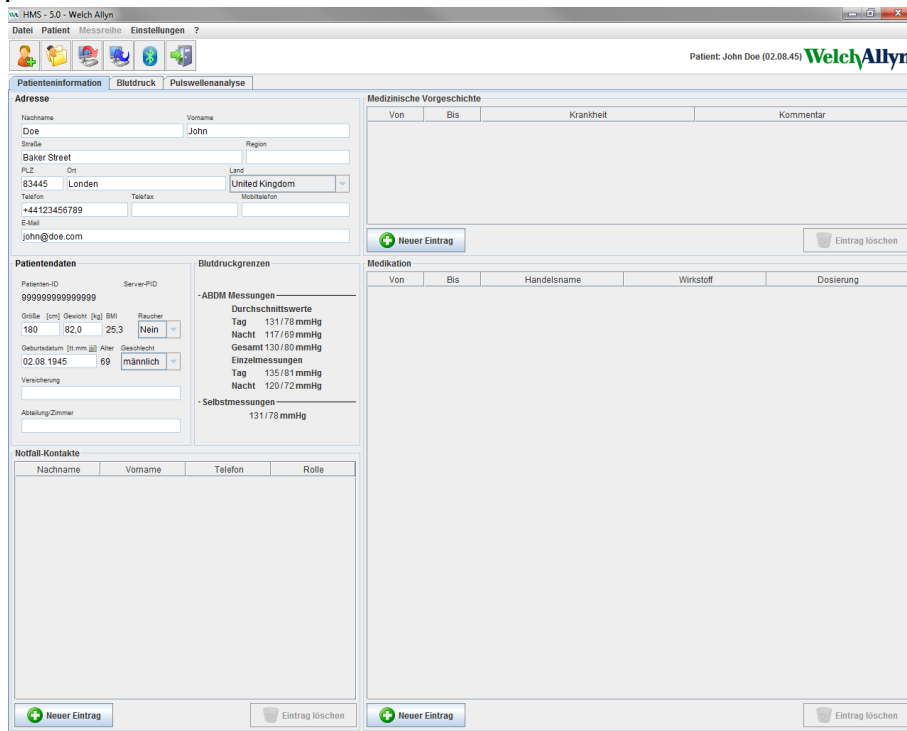 HMS - 5.0 - Welch Allyn
Datei Patient Messreihe Einstellungen ?
Patient: John Doe (02.08.45) WelchAllyn
Patienteninformation Blutdruck Pulswellenanalyse
Adresse
Nachname Vorname
Doe John
Straße Region
Baker Street
PLZ Ort Land
83445 Londen United Kingdom
Telefon Telefax Mobiltelefon
+44123456789
E-Mail
john@doe.com
Medizinische Vorgeschichte
Von Bis Krankheit Kommentar
Neuer Eintrag Eintrag löschen
Patientendaten
Patienten-ID Server-PID
999999999999999
Größe [cm] Gewicht [kg] BMI Raucher
180 82,0 25,3 Nein
Geburtsdatum [tt.mm.jjjj] Alter Geschlecht
02.08.1945 69 männlich
Versicherung
Abteilung/Zimmer
Blutdruckgrenzen
- ABDM Messungen
Durchschnittswerte
Tag 131/78 mmHg
Nacht 117/69 mmHg
Gesamt 130/80 mmHg
Einzelmessungen
Tag 135/81 mmHg
Nacht 120/72 mmHg
- Selbstmessungen
131/78 mmHg
Medikation
Von Bis Handelsname Wirkstoff Dosierung
Notfall-Kontakte
Nachname Vorname Telefon Rolle
Neuer Eintrag Eintrag löschen
Neuer Eintrag Eintrag löschen